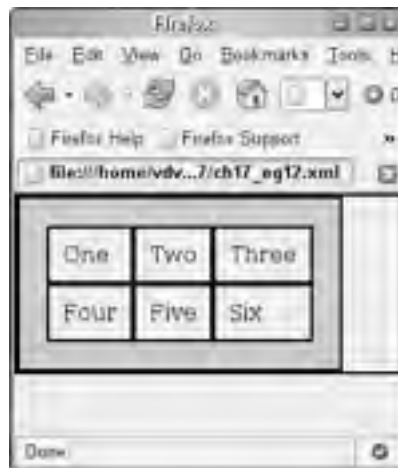 Firefox
File Edit View Go Bookmarks Tools H
Firefox Help Firefox Support »
file:///home/vdv...7/ch17_eg12.xml
One Two Three
Four Five Six
Done